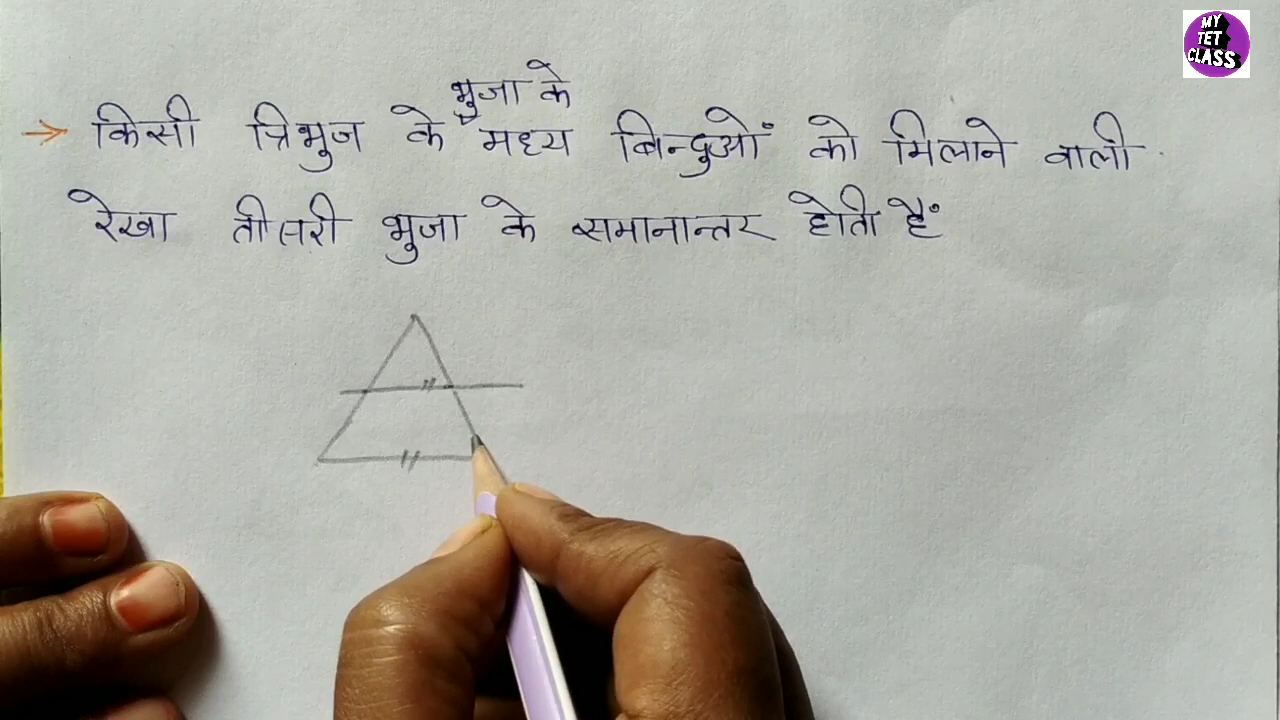 MY
TET
CLASS
भुजा के
→ किसी त्रिभुज के मध्य बिन्दुओं को मिलाने वाली
रेखा तीसरी भुजा के समानान्तर होती हैं